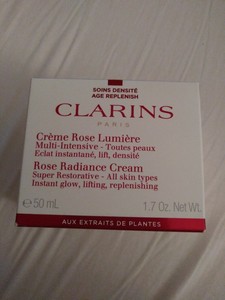 SOINS DENSITÉ
AGE REPLENISH
CLARINS
PARIS
Crème Rose Lumière
Multi-Intensive - Toutes peaux
Eclat instantané, lift, densité
Rose Radiance Cream
Super Restorative - All skin types
Instant glow, lifting, replenishing
℮ 50 mL 1.7 Oz. Net Wt.
AUX EXTRAITS DE PLANTES